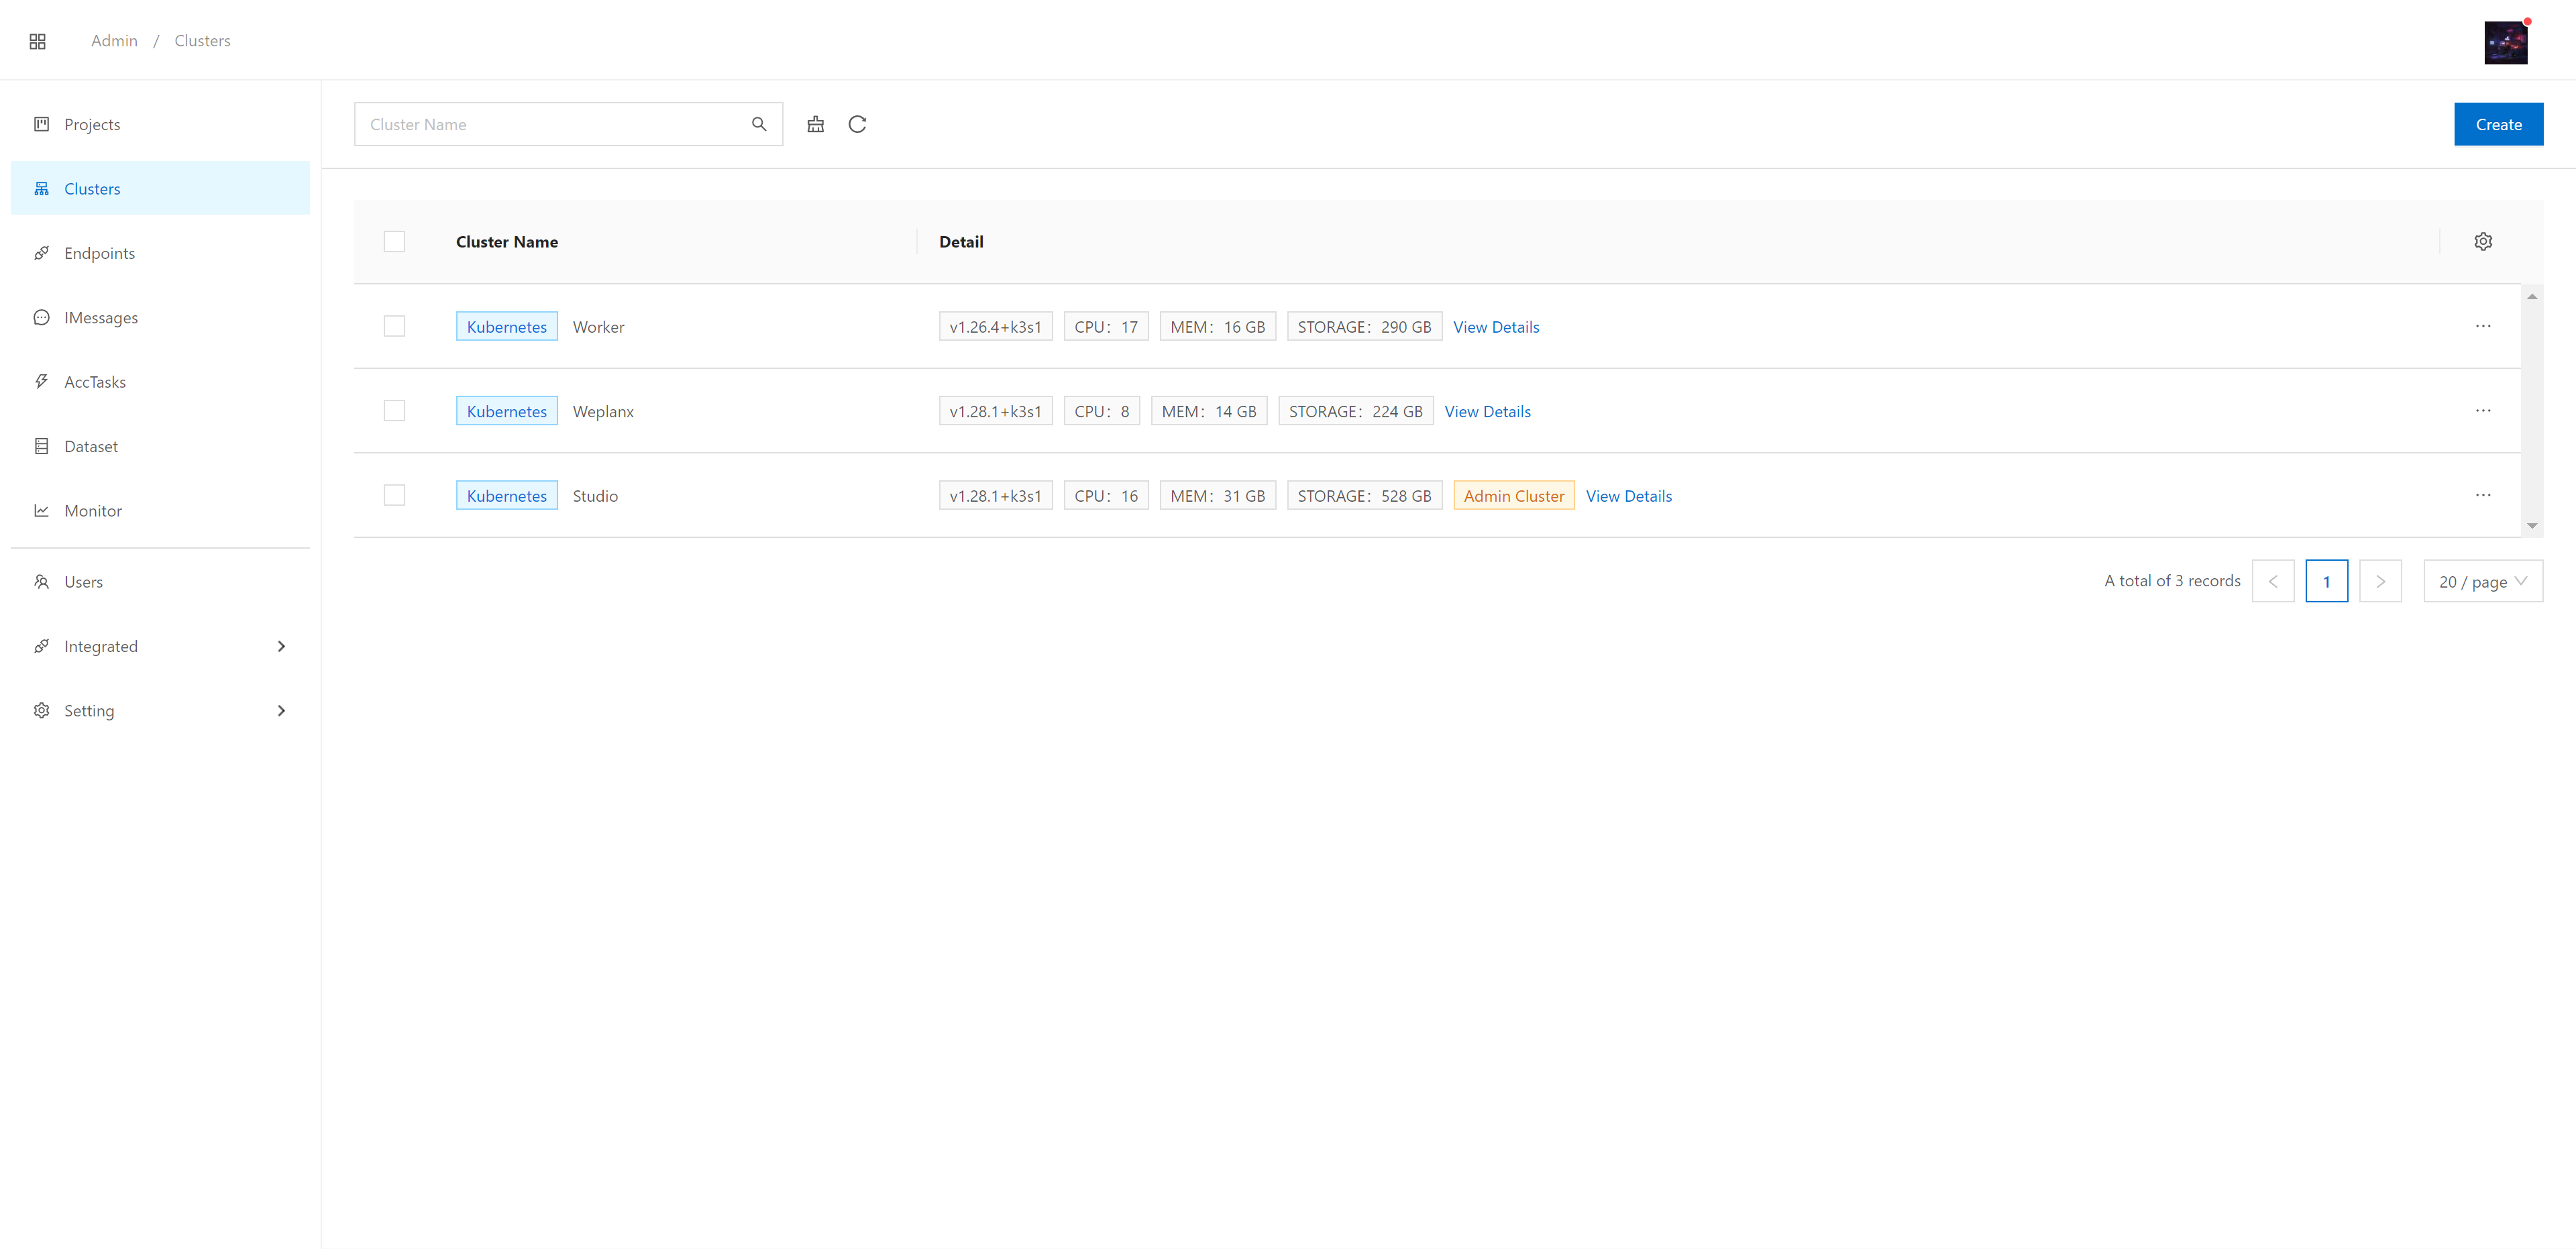 Admin / Clusters
Projects
Clusters
Endpoints
IMessages
AccTasks
Dataset
Monitor
Users
Integrated
Setting
Cluster Name
Create
Cluster Name Detail
Kubernetes Worker v1.26.4+k3s1 CPU： 17 MEM： 16 GB STORAGE： 290 GB View Details
Kubernetes Weplanx v1.28.1+k3s1 CPU： 8 MEM： 14 GB STORAGE： 224 GB View Details
Kubernetes Studio v1.28.1+k3s1 CPU： 16 MEM： 31 GB STORAGE： 528 GB Admin Cluster View Details
A total of 3 records 1 20 / page